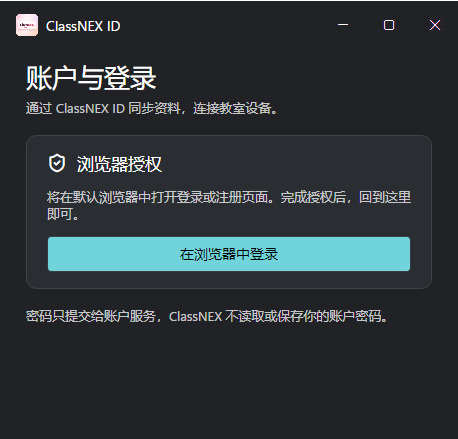 ClassNEX ID
账户与登录
通过 ClassNEX ID 同步资料，连接教室设备。
浏览器授权
将在默认浏览器中打开登录或注册页面。完成授权后，回到这里
即可。
在浏览器中登录
密码只提交给账户服务，ClassNEX 不读取或保存你的账户密码。